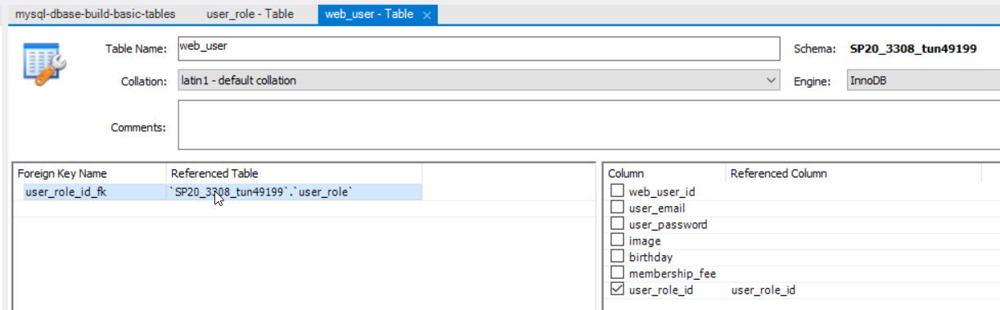 mysql-dbase-build-basic-tables user_role - Table web_user - Table ×
Table Name: web_user Schema: SP20_3308_tun49199
Collation: latin1 - default collation Engine: InnoDB
Comments:
Foreign Key Name Referenced Table
user_role_id_fk `SP20_3308_tun49199`.`user_role`
Column Referenced Column
web_user_id
user_email
user_password
image
birthday
membership_fee
user_role_id user_role_id